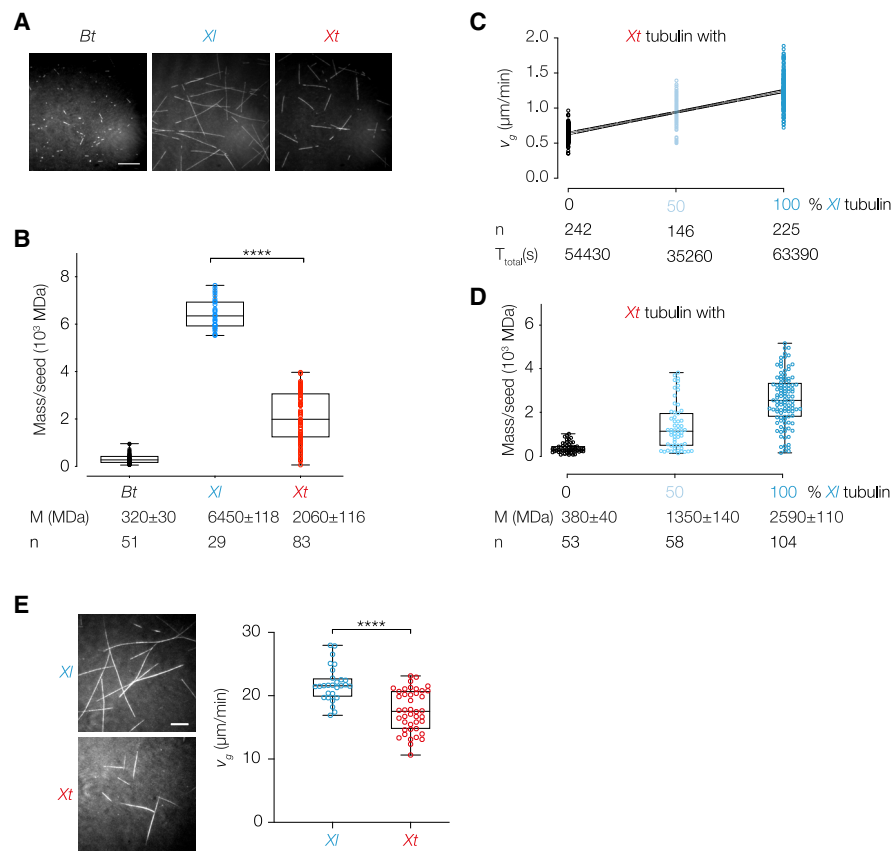 A
Bt
Xl
Xt
B
****
Mass/seed (10³ MDa)
8
6
4
2
0
Bt
Xl
Xt
M (MDa)
320±30
6450±118
2060±116
n
51
29
83
C
Xt tubulin with
vg (µm/min)
2.0
1.5
1.0
0.5
0.0
0
50
100
% Xl tubulin
n
242
146
225
Ttotal(s)
54430
35260
63390
D
Xt tubulin with
Mass/seed (10³ MDa)
6
4
2
0
0
50
100
% Xl tubulin
M (MDa)
380±40
1350±140
2590±110
n
53
58
104
E
Xl
Xt
****
vg (µm/min)
30
20
10
0
Xl
Xt